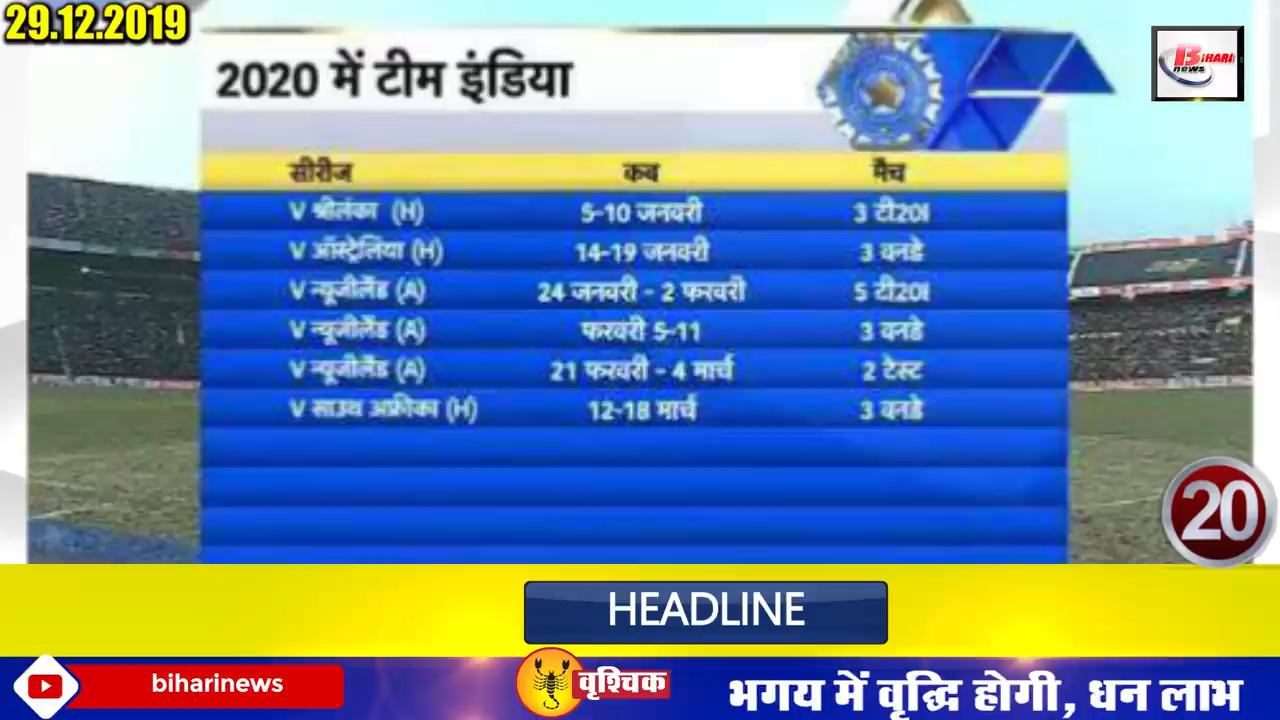 29.12.2019
2020 में टीम इंडिया
BIHARI
news
सीरीज कब मैच
V श्रीलंका (H) 5-10 जनवरी 3 टी20I
V ऑस्ट्रेलिया (H) 14-19 जनवरी 3 वनडे
V न्यूजीलैंड (A) 24 जनवरी - 2 फरवरी 5 टी20I
V न्यूजीलैंड (A) फरवरी 5-11 3 वनडे
V न्यूजीलैंड (A) 21 फरवरी - 4 मार्च 2 टेस्ट
V साउथ अफ्रीका (H) 12-18 मार्च 3 वनडे
20
HEADLINE
biharinews
वृश्चिक
भगय में वृद्धि होगी, धन लाभ